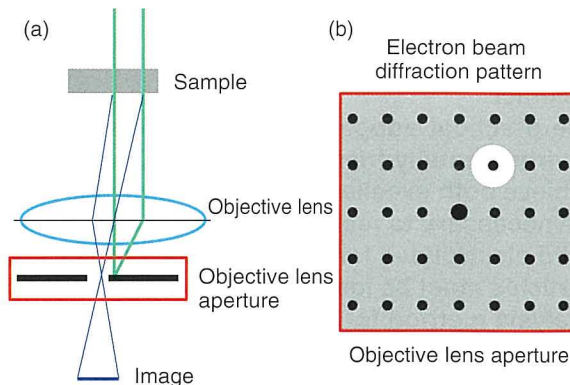 (a)
Sample
Objective lens
Objective lens
aperture
Image
(b)
Electron beam
diffraction pattern
Objective lens aperture